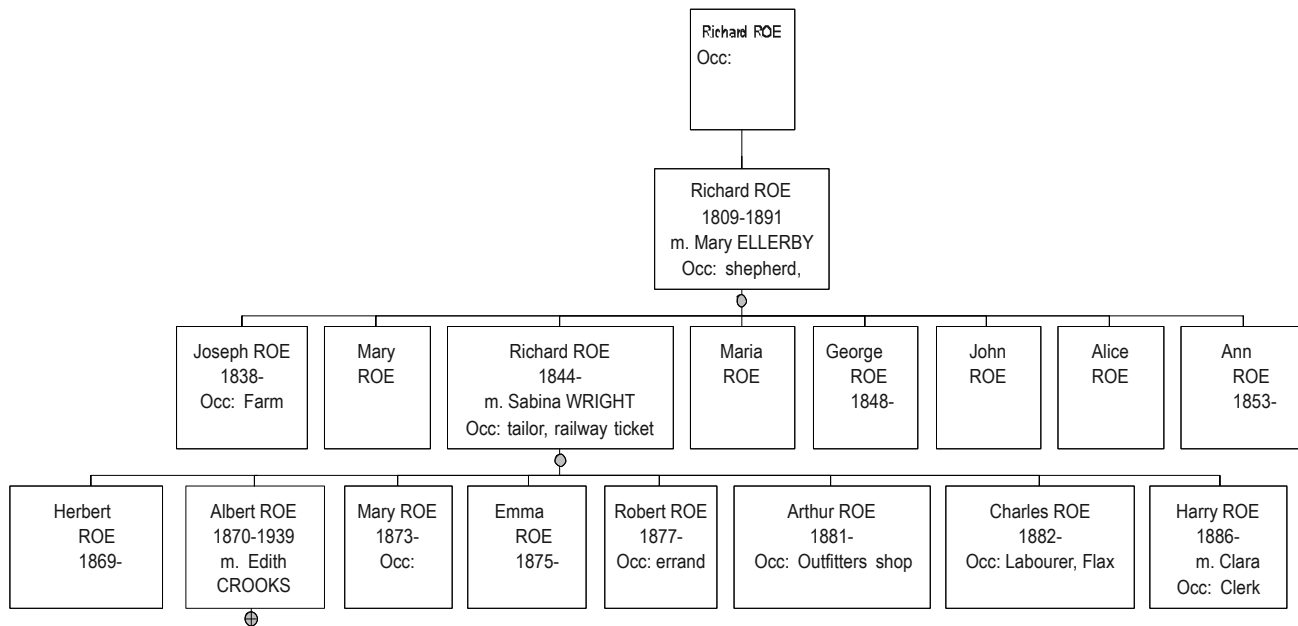 Richard ROE
Occ:
Richard ROE
1809-1891
m. Mary ELLERBY
Occ: shepherd,
Joseph ROE
1838-
Occ: Farm
Mary
ROE
Richard ROE
1844-
m. Sabina WRIGHT
Occ: tailor, railway ticket
Maria
ROE
George
ROE
1848-
John
ROE
Alice
ROE
Ann
ROE
1853-
Herbert
ROE
1869-
Albert ROE
1870-1939
m. Edith
CROOKS
Mary ROE
1873-
Occ:
Emma
ROE
1875-
Robert ROE
1877-
Occ: errand
Arthur ROE
1881-
Occ: Outfitters shop
Charles ROE
1882-
Occ: Labourer, Flax
Harry ROE
1886-
m. Clara
Occ: Clerk